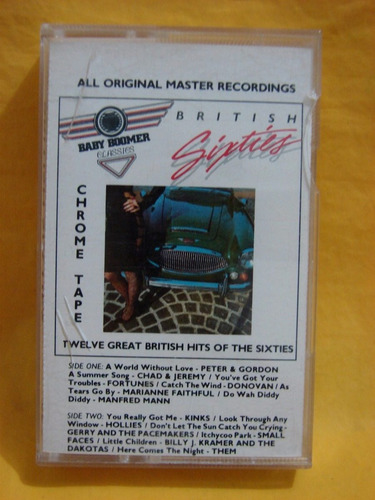 ALL ORIGINAL MASTER RECORDINGS
BABY BOOMER
CLASSICS
BRITISH
Sixties
CHROME TAPE
TWELVE GREAT BRITISH HITS OF THE SIXTIES
SIDE ONE: A World Without Love - PETER & GORDON
A Summer Song - CHAD & JEREMY / You've Got Your
Troubles - FORTUNES / Catch The Wind - DONOVAN / As
Tears Go By - MARIANNE FAITHFUL / Do Wah Diddy
Diddy - MANFRED MANN
SIDE TWO: You Really Got Me - KINKS / Look Through Any
Window - HOLLIES / Don't Let The Sun Catch You Crying-
GERRY AND THE PACEMAKERS / Itchycoo Park - SMALL
FACES / Little Children - BILLY J. KRAMER AND THE
DAKOTAS / Here Comes The Night - THEM